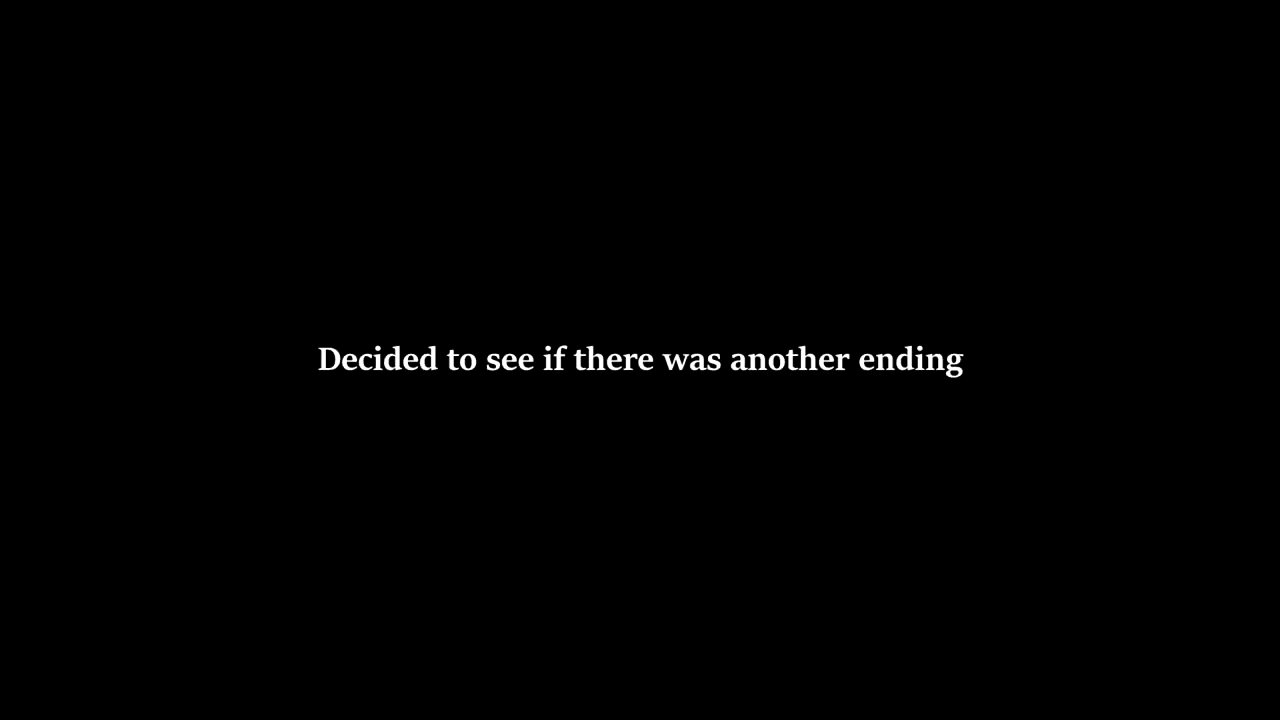 Decided to see if there was another ending